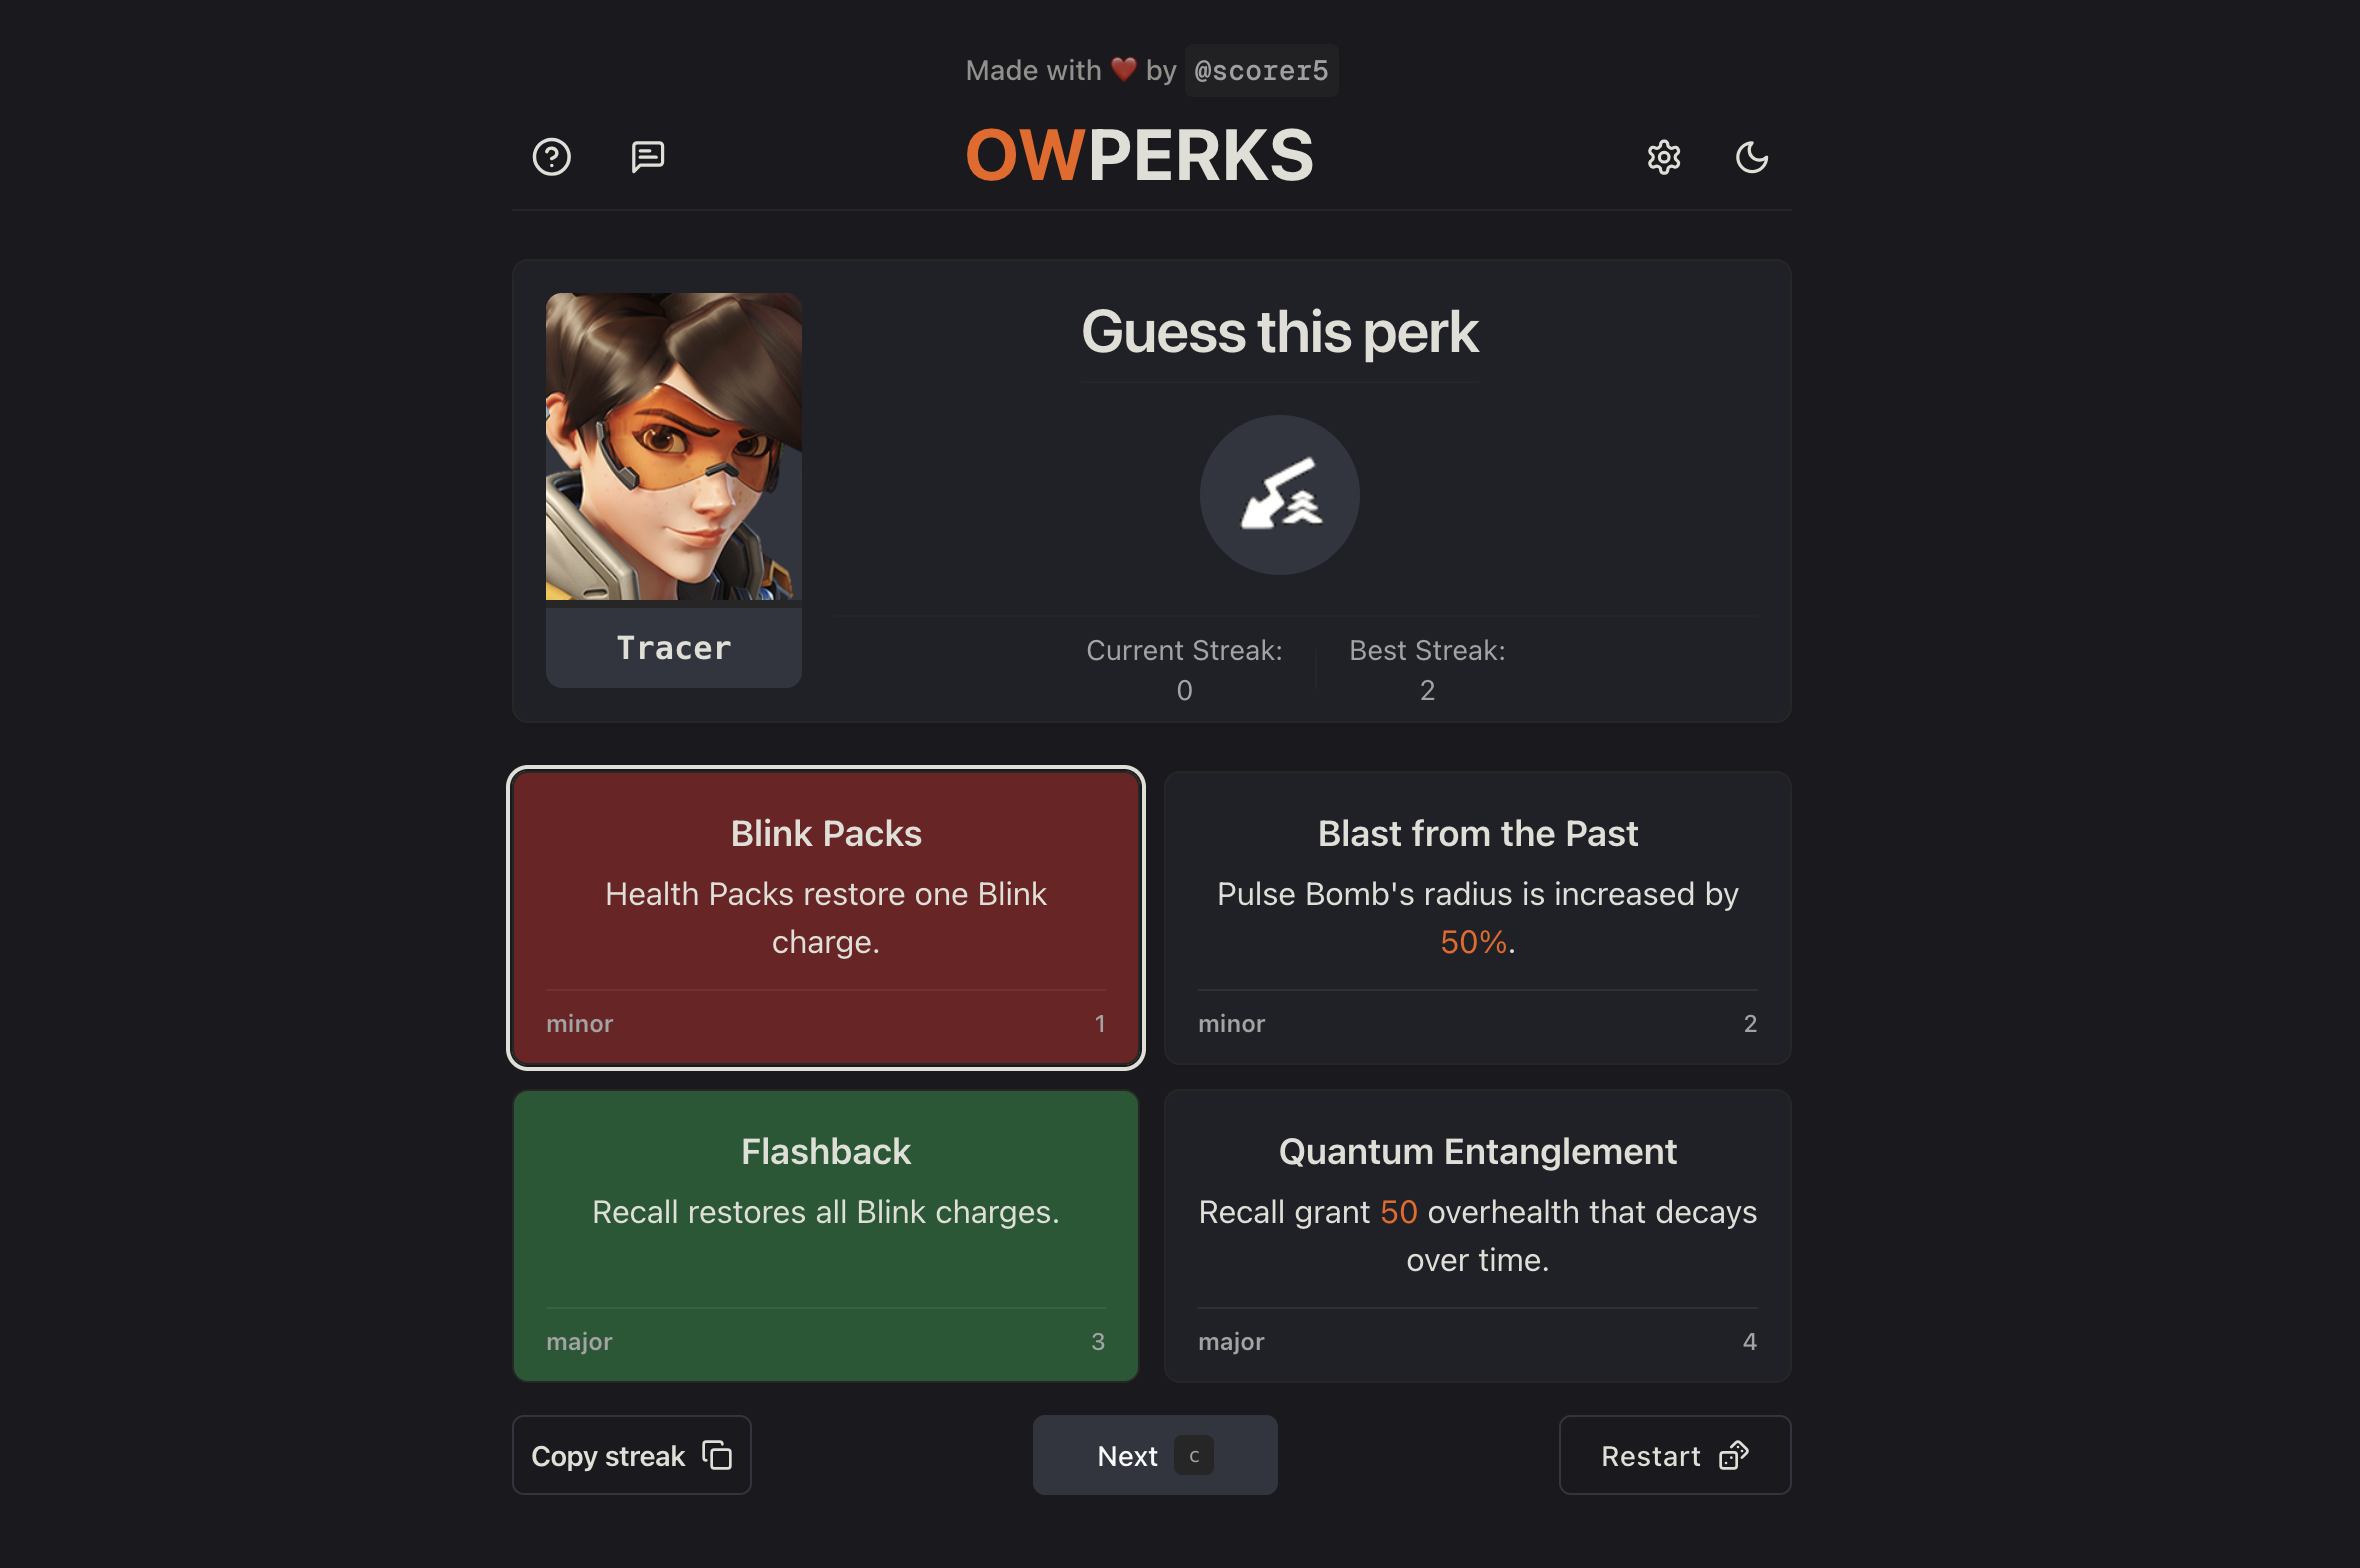 Made with ❤️ by @scorer5
OWPERKS
Guess this perk
Tracer
Current Streak:
0
Best Streak:
2
Blink Packs
Health Packs restore one Blink
charge.
minor 1
Blast from the Past
Pulse Bomb's radius is increased by
50%.
minor 2
Flashback
Recall restores all Blink charges.
major 3
Quantum Entanglement
Recall grant 50 overhealth that decays
over time.
major 4
Copy streak
Next c
Restart